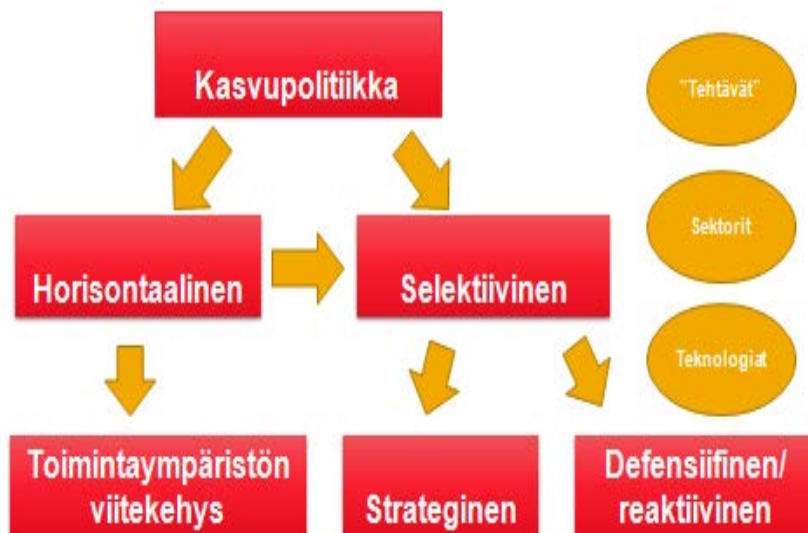 Kasvupolitiikka
"Tehtävät"
Horisontaalinen
Selektiivinen
Sektorit
Teknologiat
Toimintaympäristön
viitekehys
Strateginen
Defensiifinen/
reaktiivinen